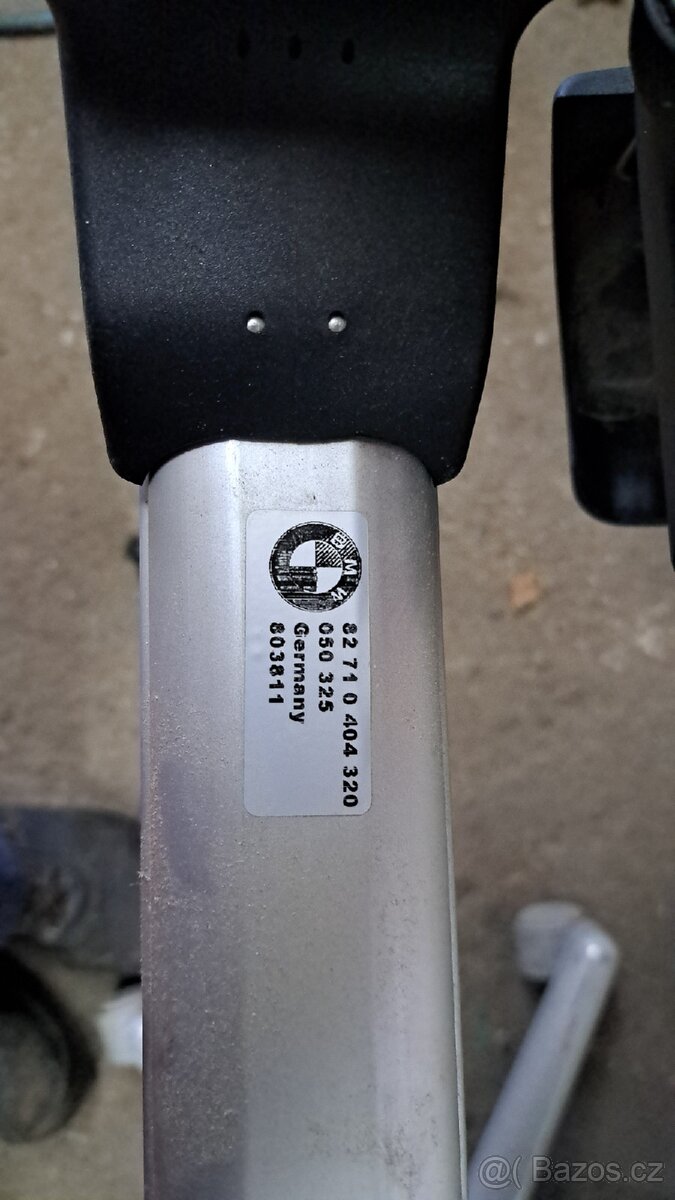 BMW
82 71 0 404 320
050 325
Germany
803811
@( Bazos.cz